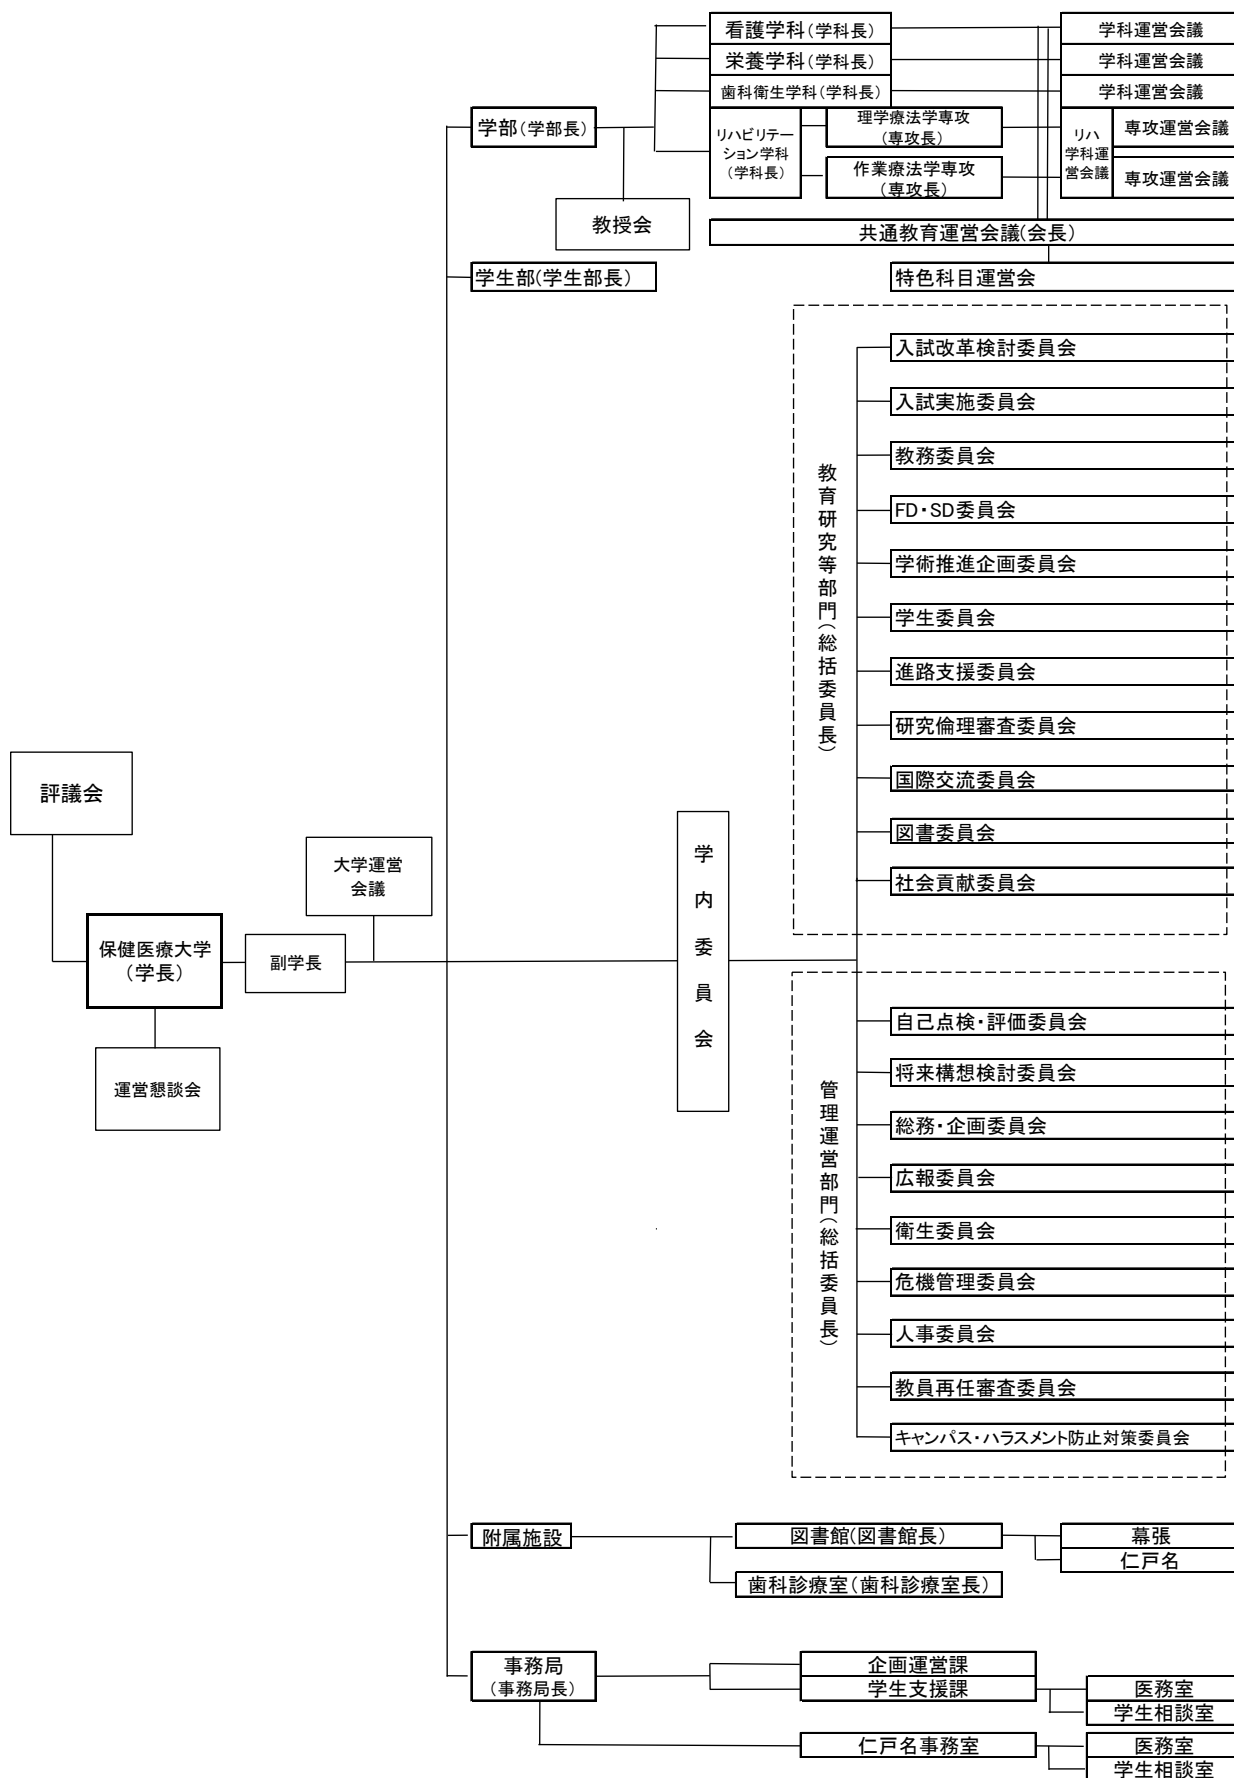 看護学科(学科長)
学科運営会議
栄養学科(学科長)
学科運営会議
歯科衛生学科(学科長)
学科運営会議
学部(学部長)
リハビリテー
ション学科
(学科長)
理学療法学専攻
(専攻長)
作業療法学専攻
(専攻長)
リハ
学科運
営会議
専攻運営会議
専攻運営会議
教授会
共通教育運営会議(会長)
学生部(学生部長)
特色科目運営会
教育研究等部門(総括委員長)
入試改革検討委員会
入試実施委員会
教務委員会
FD・SD委員会
学術推進企画委員会
学生委員会
進路支援委員会
研究倫理審査委員会
国際交流委員会
図書委員会
社会貢献委員会
評議会
大学運営
会議
保健医療大学
(学長)
副学長
運営懇談会
学内委員会
管理運営部門(総括委員長)
自己点検・評価委員会
将来構想検討委員会
総務・企画委員会
広報委員会
衛生委員会
危機管理委員会
人事委員会
教員再任審査委員会
キャンパス・ハラスメント防止対策委員会
附属施設
図書館(図書館長)
幕張
仁戸名
歯科診療室(歯科診療室長)
事務局
(事務局長)
企画運営課
学生支援課
医務室
学生相談室
仁戸名事務室
医務室
学生相談室